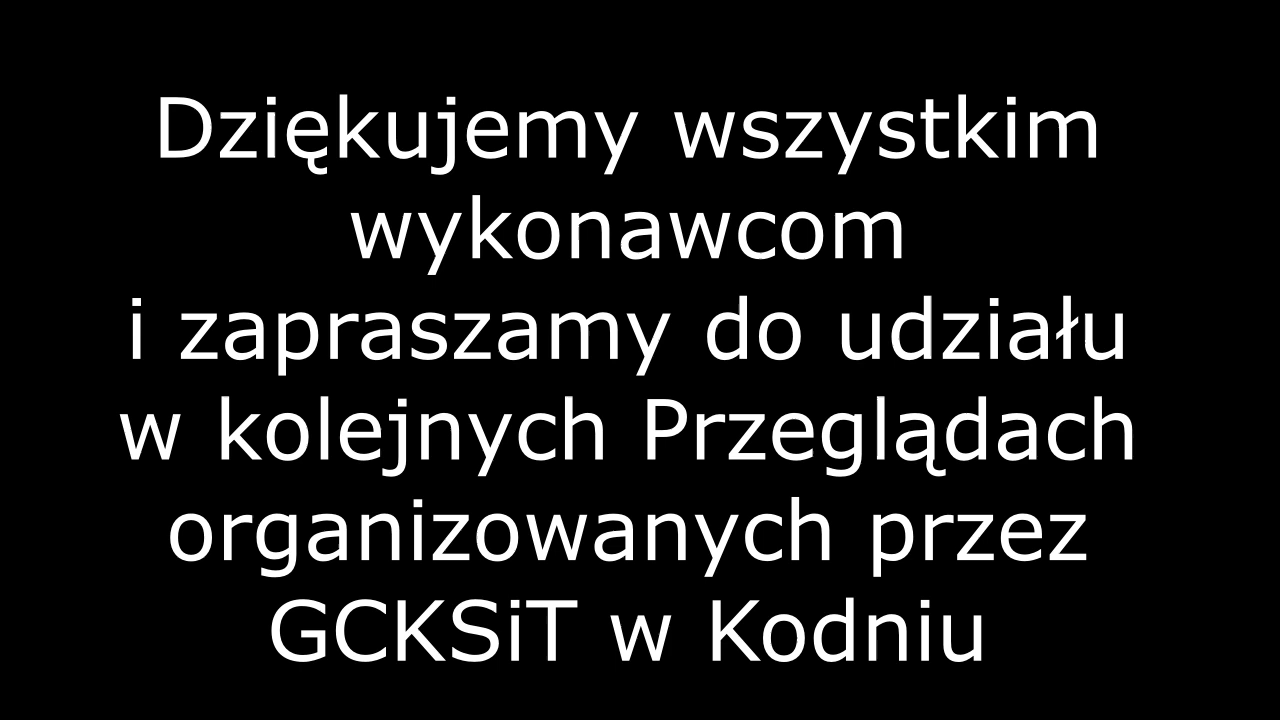 Dziękujemy wszystkim
wykonawcom
i zapraszamy do udziału
w kolejnych Przeglądach
organizowanych przez
GCKSiT w Kodniu